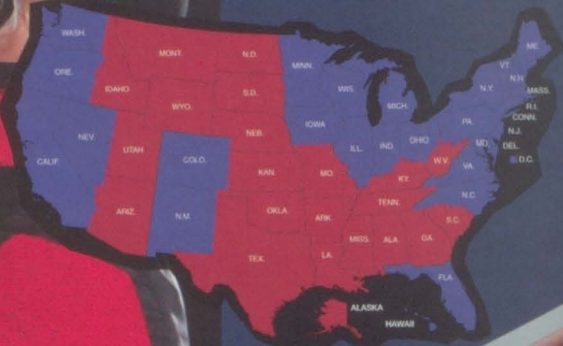 WASH.
ORE.
CALIF.
NEV.
IDAHO
MONT.
WYO.
UTAH
ARIZ.
COLO.
N.M.
N.D.
S.D.
NEB.
KAN.
OKLA.
TEX.
MINN.
IOWA
MO.
ARK.
LA.
WIS.
ILL.
MICH.
IND.
OHIO
KY.
TENN.
MISS.
ALA.
GA.
FLA.
S.C.
N.C.
VA.
W.V.
MD.
DEL.
D.C.
PA.
N.J.
N.Y.
CONN.
R.I.
MASS.
VT.
N.H.
ME.
ALASKA
HAWAII